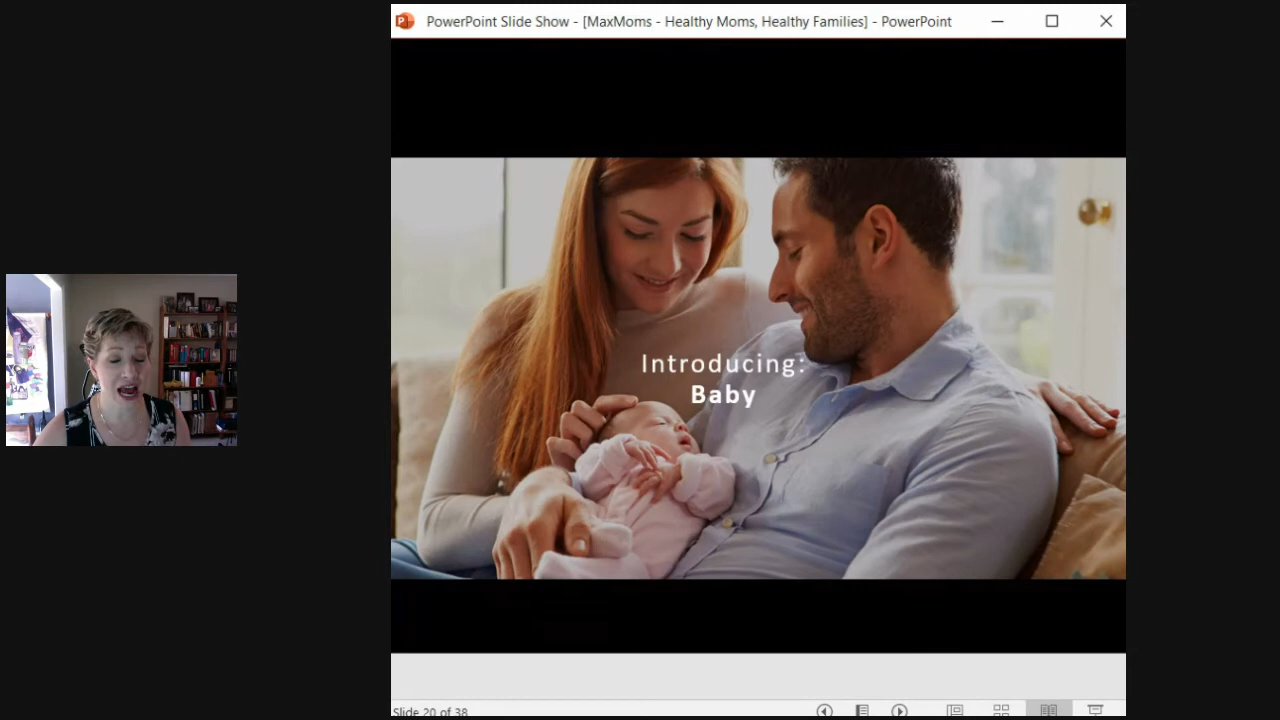 PowerPoint Slide Show - [MaxMoms - Healthy Moms, Healthy Families] - PowerPoint
Introducing:
Baby
Slide 20 of 38